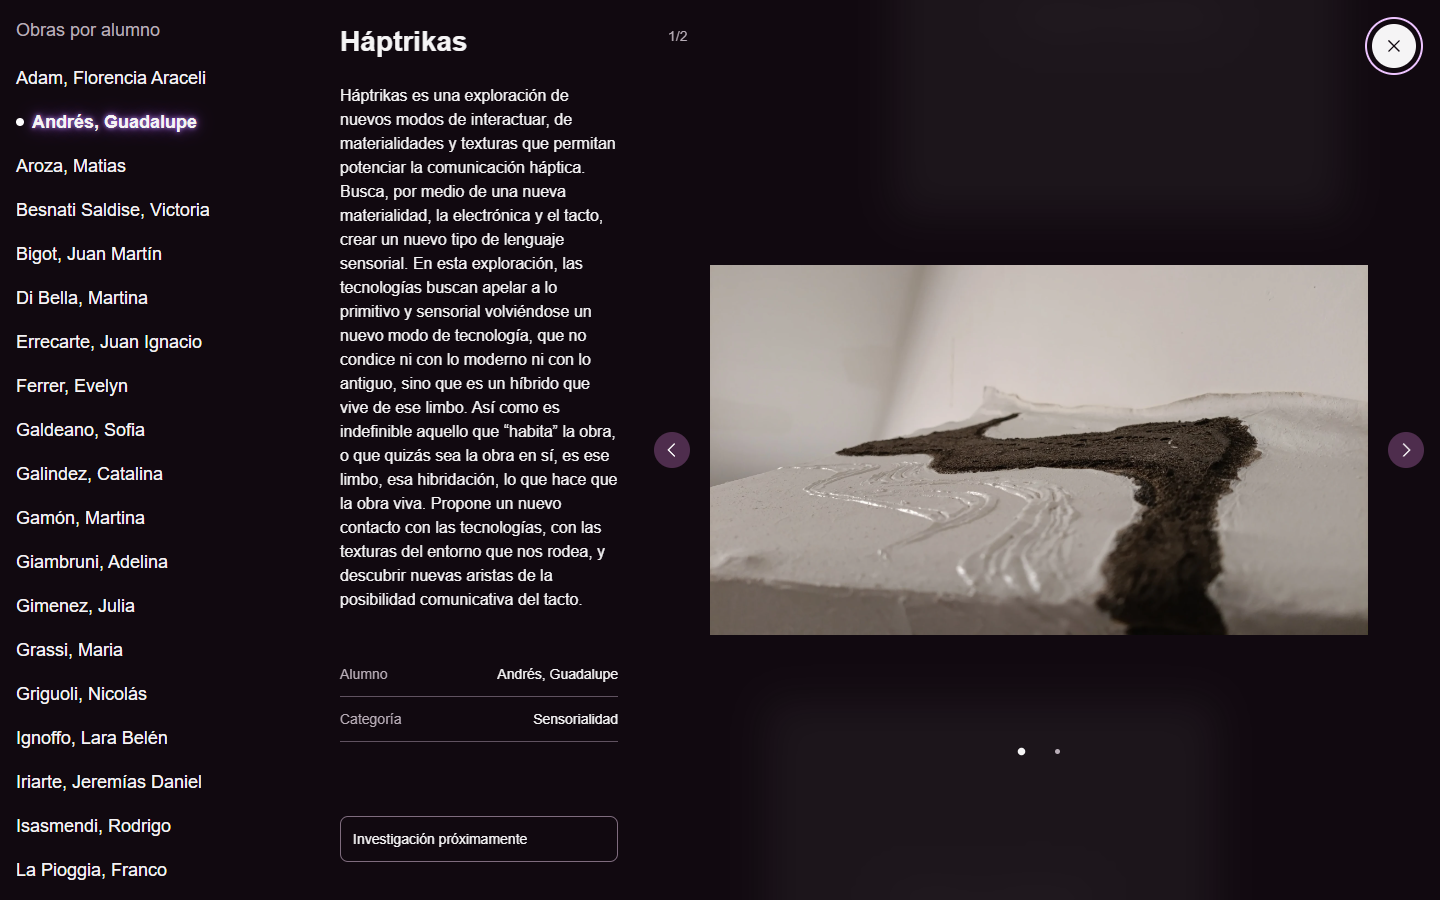 Obras por alumno
Adam, Florencia Araceli
Andrés, Guadalupe
Aroza, Matias
Besnati Saldise, Victoria
Bigot, Juan Martín
Di Bella, Martina
Errecarte, Juan Ignacio
Ferrer, Evelyn
Galdeano, Sofia
Galindez, Catalina
Gamón, Martina
Giambruni, Adelina
Gimenez, Julia
Grassi, Maria
Griguoli, Nicolás
Ignoffo, Lara Belén
Iriarte, Jeremías Daniel
Isasmendi, Rodrigo
La Pioggia, Franco
Háptrikas
Háptrikas es una exploración de
nuevos modos de interactuar, de
materialidades y texturas que permitan
potenciar la comunicación háptica.
Busca, por medio de una nueva
materialidad, la electrónica y el tacto,
crear un nuevo tipo de lenguaje
sensorial. En esta exploración, las
tecnologías buscan apelar a lo
primitivo y sensorial volviéndose un
nuevo modo de tecnología, que no
condice ni con lo moderno ni con lo
antiguo, sino que es un híbrido que
vive de ese limbo. Así como es
indefinible aquello que “habita” la obra,
o que quizás sea la obra en sí, es ese
limbo, esa hibridación, lo que hace que
la obra viva. Propone un nuevo
contacto con las tecnologías, con las
texturas del entorno que nos rodea, y
descubrir nuevas aristas de la
posibilidad comunicativa del tacto.
Alumno Andrés, Guadalupe
Categoría Sensorialidad
Investigación próximamente
1/2